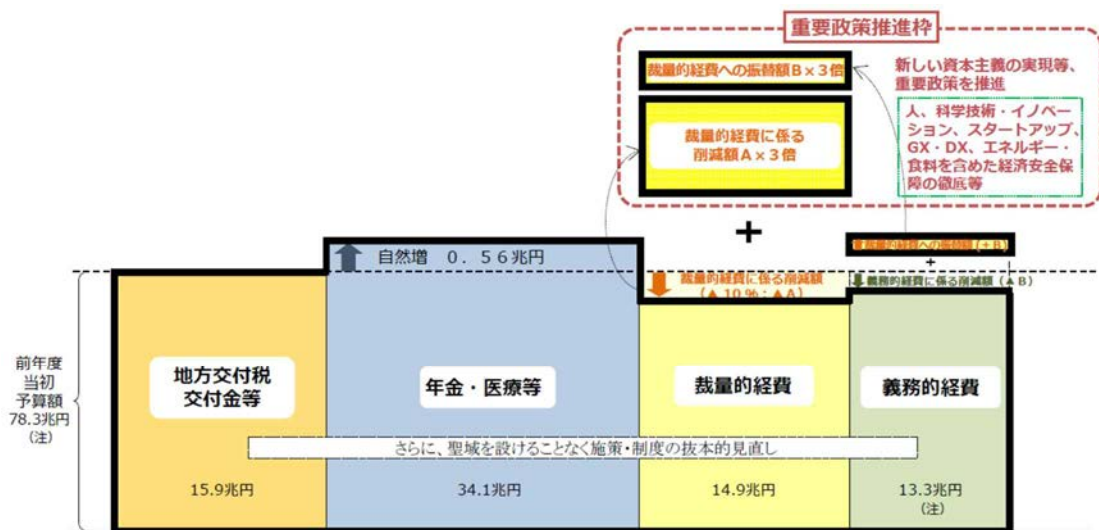 重要政策推進枠
裁量的経費への振替額B×3倍
裁量的経費に係る
削減額A×3倍
新しい資本主義の実現等、
重要政策を推進
人、科学技術・イノベー
ション、スタートアップ、
GX・DX、エネルギー・
食料を含めた経済安全保
障の徹底等
+
自然増 0.56兆円
裁量的経費への振替額(+B)
+
裁量的経費に係る削減額
(▲10%:▲A)
義務的経費に係る削減額(▲B)
前年度
当初
予算額
78.3兆円
(注)
地方交付税
交付金等
年金・医療等
裁量的経費
義務的経費
さらに、聖域を設けることなく施策・制度の抜本的見直し
15.9兆円
34.1兆円
14.9兆円
13.3兆円
(注)